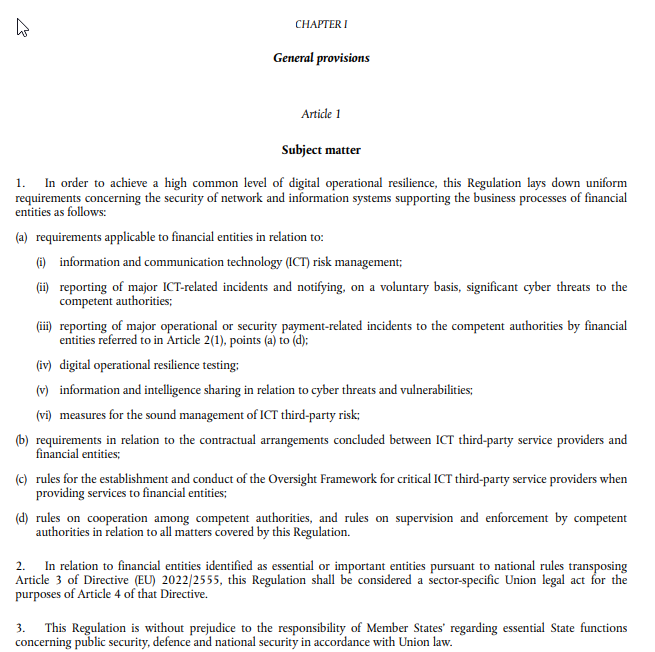 CHAPTER I
General provisions
Article 1
Subject matter
1. In order to achieve a high common level of digital operational resilience, this Regulation lays down uniform
requirements concerning the security of network and information systems supporting the business processes of financial
entities as follows:
(a) requirements applicable to financial entities in relation to:
(i) information and communication technology (ICT) risk management;
(ii) reporting of major ICT-related incidents and notifying, on a voluntary basis, significant cyber threats to the
competent authorities;
(iii) reporting of major operational or security payment-related incidents to the competent authorities by financial
entities referred to in Article 2(1), points (a) to (d);
(iv) digital operational resilience testing;
(v) information and intelligence sharing in relation to cyber threats and vulnerabilities;
(vi) measures for the sound management of ICT third-party risk;
(b) requirements in relation to the contractual arrangements concluded between ICT third-party service providers and
financial entities;
(c) rules for the establishment and conduct of the Oversight Framework for critical ICT third-party service providers when
providing services to financial entities;
(d) rules on cooperation among competent authorities, and rules on supervision and enforcement by competent
authorities in relation to all matters covered by this Regulation.
2. In relation to financial entities identified as essential or important entities pursuant to national rules transposing
Article 3 of Directive (EU) 2022/2555, this Regulation shall be considered a sector-specific Union legal act for the
purposes of Article 4 of that Directive.
3. This Regulation is without prejudice to the responsibility of Member States' regarding essential State functions
concerning public security, defence and national security in accordance with Union law.